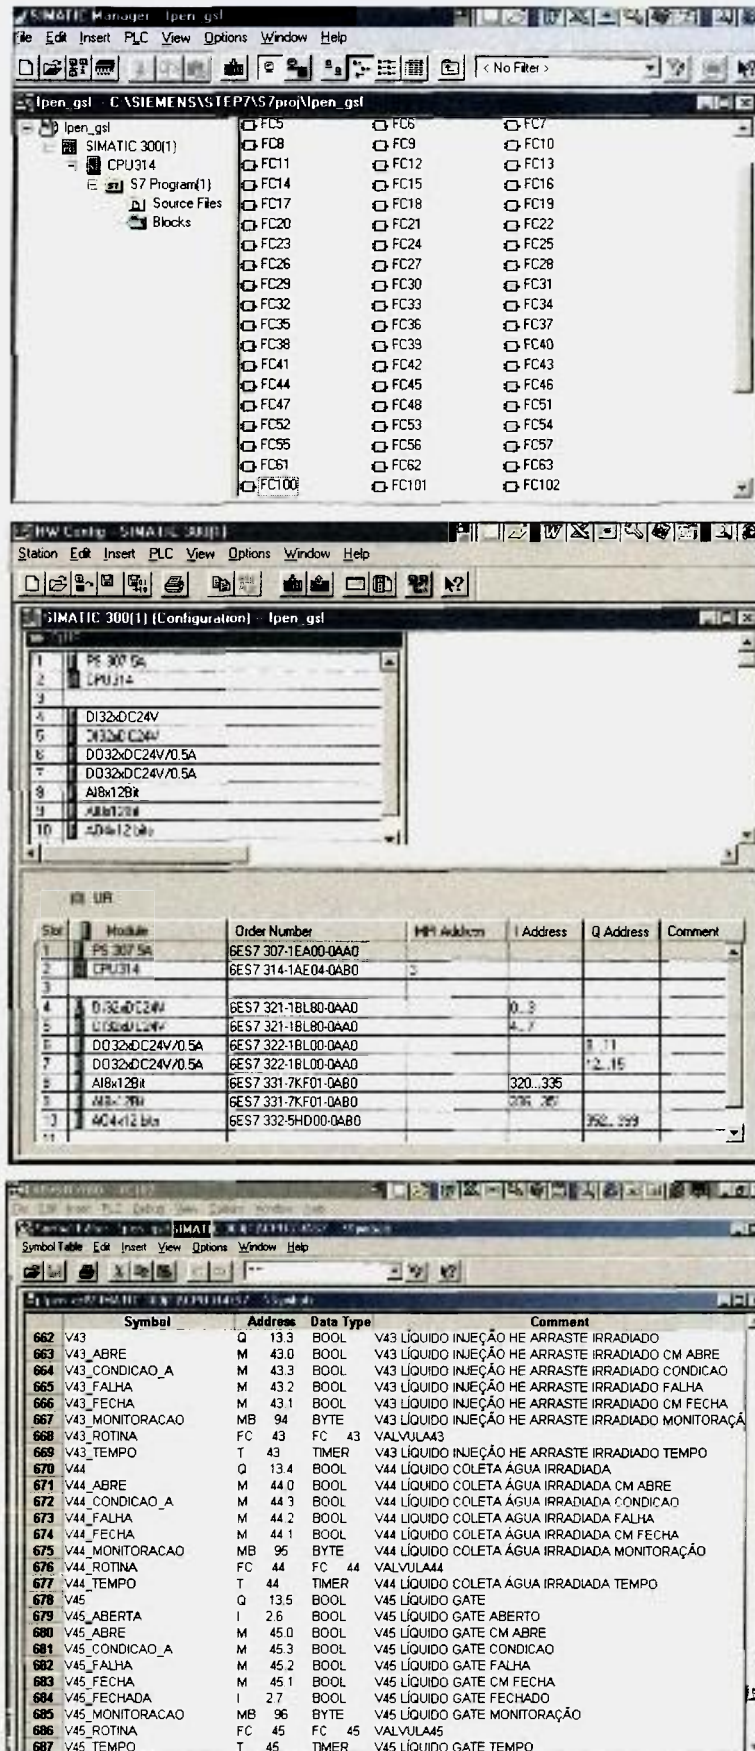 SIMATIC Manager Ipen_gsl
File Edit Insert PLC View Options Window Help
< No Filter >
Ipen_gsl C:\SIEMENS\STEP7\S7proj\Ipen_gsl
Ipen_gsl
SIMATIC 300(1)
CPU314
S7 Program(1)
Source Files
Blocks
FC5 FC6 FC7
FC8 FC9 FC10
FC11 FC12 FC13
FC14 FC15 FC16
FC17 FC18 FC19
FC20 FC21 FC22
FC23 FC24 FC25
FC26 FC27 FC28
FC29 FC30 FC31
FC32 FC33 FC34
FC35 FC36 FC37
FC38 FC39 FC40
FC41 FC42 FC43
FC44 FC45 FC46
FC47 FC48 FC51
FC52 FC53 FC54
FC55 FC56 FC57
FC61 FC62 FC63
FC100 FC101 FC102
HW Config SIMATIC 300(1)
Station Edit Insert PLC View Options Window Help
SIMATIC 300(1) (Configuration) -- Ipen_gsl
1 PS 307 5A
2 CPU314
3
4 DI32xDC24V
5 DI32xDC24V
6 DO32xDC24V/0.5A
7 DO32xDC24V/0.5A
8 AI8x12Bit
9 AI8x12Bit
10 AO4x12 bits
UR
Slot Module Order Number MPI Address I Address Q Address Comment
1 PS 307 5A 6ES7 307-1EA00-0AA0
2 CPU314 6ES7 314-1AE04-0AB0
3
4 DI32xDC24V 6ES7 321-1BL80-0AA0 0...3
5 DI32xDC24V 6ES7 321-1BL80-0AA0 4...7
6 DO32xDC24V/0.5A 6ES7 322-1BL00-0AA0
7 DO32xDC24V/0.5A 6ES7 322-1BL00-0AA0 12...15
8 AI8x12Bit 6ES7 331-7KF01-0AB0 320...335
9 AI8x12Bit 6ES7 331-7KF01-0AB0
10 AO4x12 bits 6ES7 332-5HD00-0AB0
11
Symbol Table Edit Insert View Options Window Help
Symbol Address Data Type Comment
662 V43 Q 13.3 BOOL V43 LÍQUIDO INJEÇÃO HE ARRASTE IRRADIADO
663 V43_ABRE M 43.0 BOOL V43 LÍQUIDO INJEÇÃO HE ARRASTE IRRADIADO CM ABRE
664 V43_CONDICAO_A M 43.3 BOOL V43 LÍQUIDO INJEÇÃO HE ARRASTE IRRADIADO CONDICAO
665 V43_FALHA M 43.2 BOOL V43 LÍQUIDO INJEÇÃO HE ARRASTE IRRADIADO FALHA
666 V43_FECHA M 43.1 BOOL V43 LÍQUIDO INJEÇÃO HE ARRASTE IRRADIADO CM FECHA
667 V43_MONITORACAO MB 94 BYTE V43 LÍQUIDO INJEÇÃO HE ARRASTE IRRADIADO MONITORAÇÃ
668 V43_ROTINA FC 43 FC 43 VALVULA43
669 V43_TEMPO T 43 TIMER V43 LÍQUIDO INJEÇÃO HE ARRASTE IRRADIADO TEMPO
670 V44 Q 13.4 BOOL V44 LÍQUIDO COLETA ÁGUA IRRADIADA
671 V44_ABRE M 44.0 BOOL V44 LÍQUIDO COLETA ÁGUA IRRADIADA CM ABRE
672 V44_CONDICAO_A M 44.3 BOOL V44 LÍQUIDO COLETA ÁGUA IRRADIADA CONDICAO
673 V44_FALHA M 44.2 BOOL V44 LÍQUIDO COLETA ÁGUA IRRADIADA FALHA
674 V44_FECHA M 44.1 BOOL V44 LÍQUIDO COLETA ÁGUA IRRADIADA CM FECHA
675 V44_MONITORACAO MB 95 BYTE V44 LÍQUIDO COLETA ÁGUA IRRADIADA MONITORAÇÃO
676 V44_ROTINA FC 44 FC 44 VALVULA44
677 V44_TEMPO T 44 TIMER V44 LÍQUIDO COLETA ÁGUA IRRADIADA TEMPO
678 V45 Q 13.5 BOOL V45 LÍQUIDO GATE
679 V45_ABERTA I 2.6 BOOL V45 LÍQUIDO GATE ABERTO
680 V45_ABRE M 45.0 BOOL V45 LÍQUIDO GATE CM ABRE
681 V45_CONDICAO_A M 45.3 BOOL V45 LÍQUIDO GATE CONDICAO
682 V45_FALHA M 45.2 BOOL V45 LÍQUIDO GATE FALHA
683 V45_FECHA M 45.1 BOOL V45 LÍQUIDO GATE CM FECHA
684 V45_FECHADA I 2.7 BOOL V45 LÍQUIDO GATE FECHADO
685 V45_MONITORACAO MB 96 BYTE V45 LÍQUIDO GATE MONITORAÇÃO
686 V45_ROTINA FC 45 FC 45 VALVULA45
687 V45_TEMPO T 45 TIMER V45 LÍQUIDO GATE TEMPO